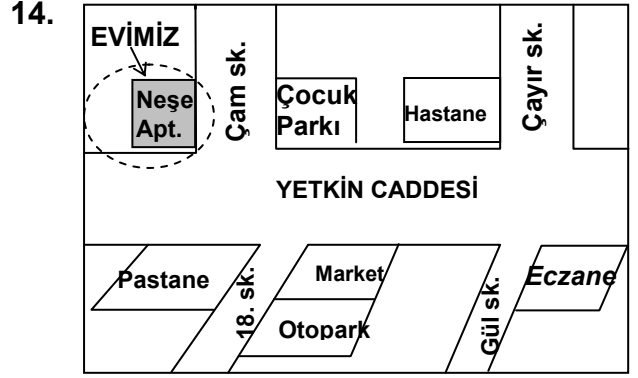 14.
EVİMİZ
Neşe
Apt.
Çam sk.
Çocuk
Parkı
Hastane
Çayır sk.
YETKİN CADDESİ
Pastane
18. sk.
Market
Otopark
Gül sk.
Eczane